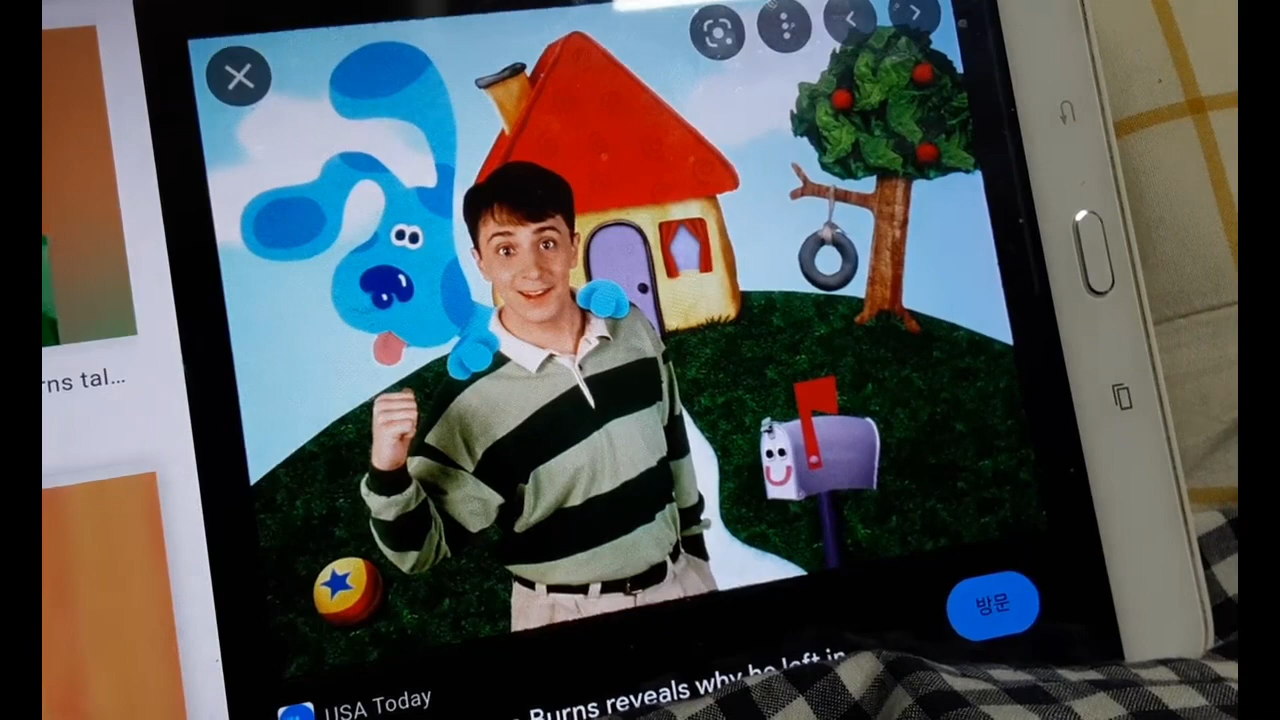 rns tal...
방문
USA Today
Burns reveals why he left in